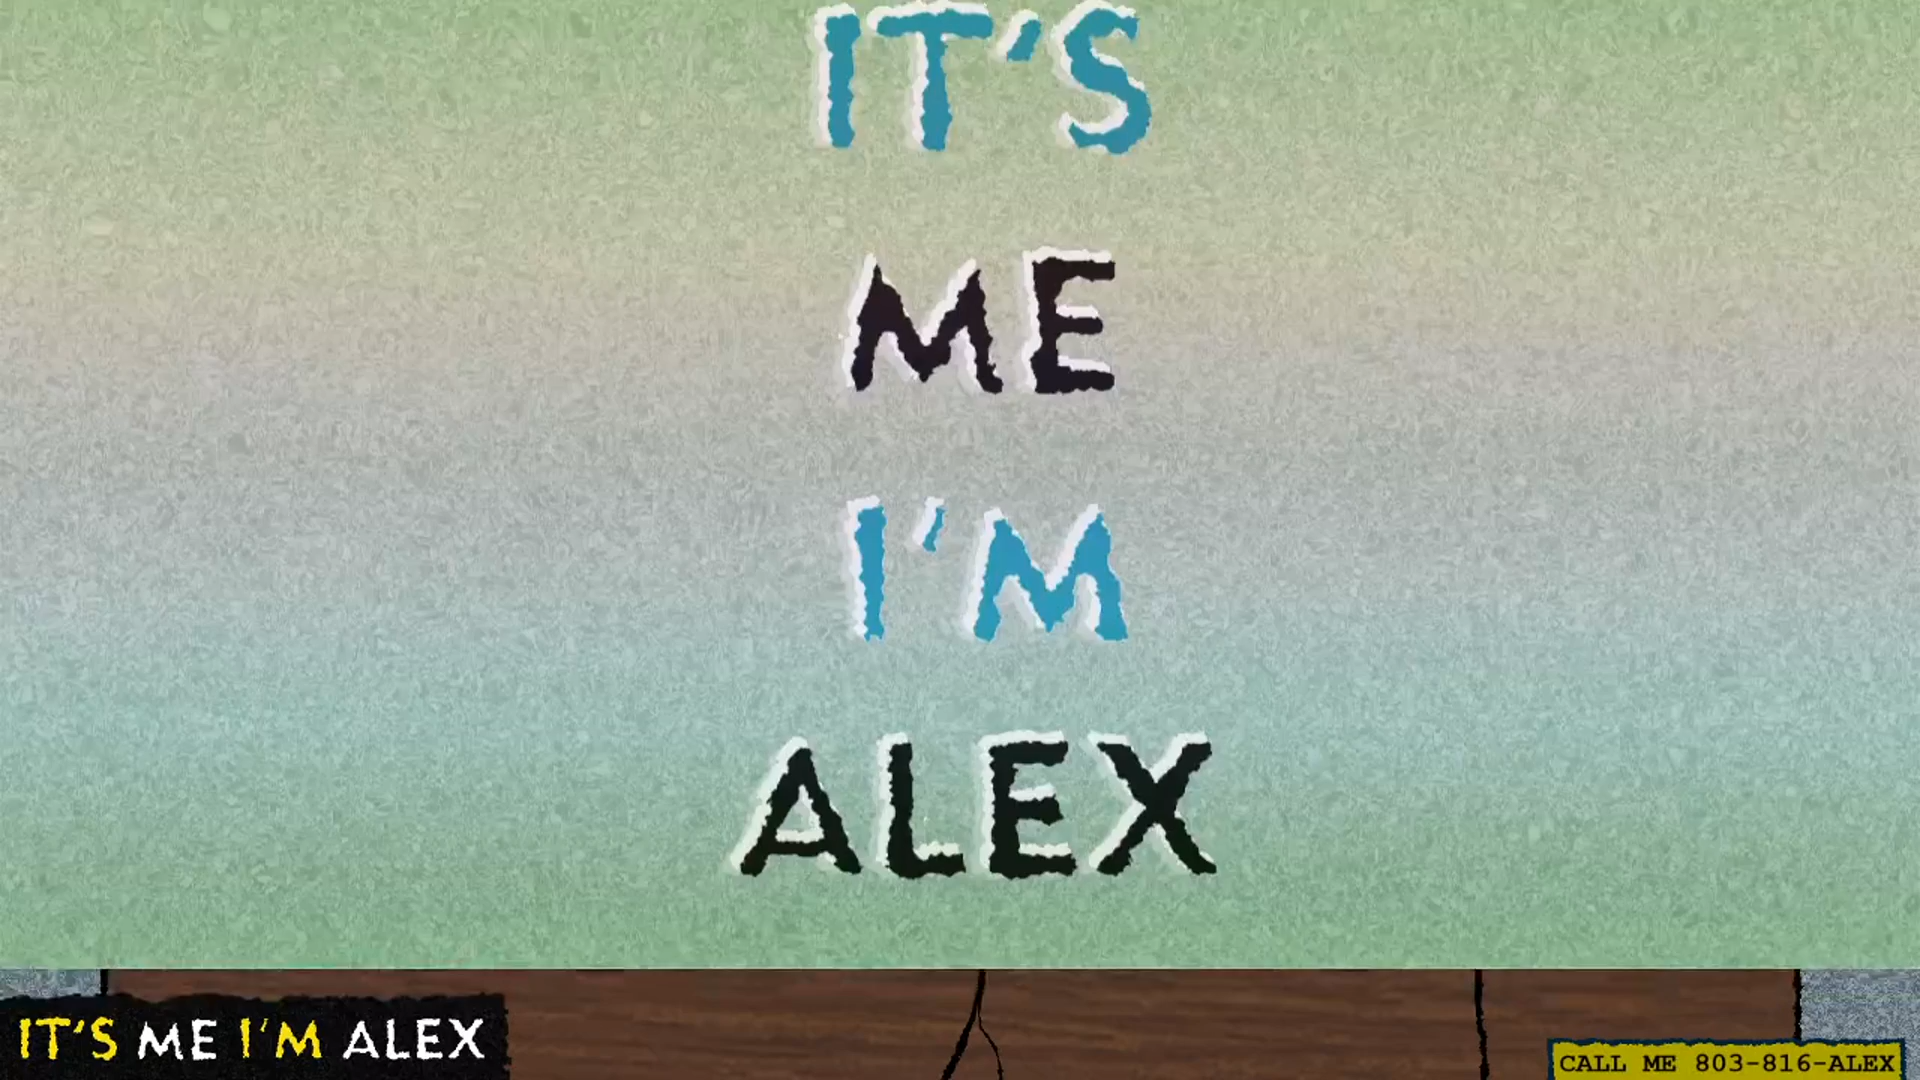 IT'S
ME
I'M
ALEX
IT'S ME I'M ALEX
CALL ME 803-816-ALEX